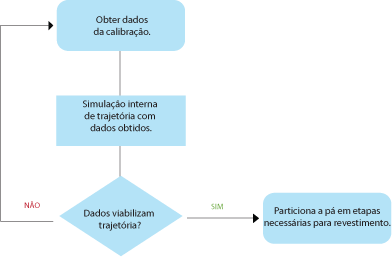 Obter dados
da calibração.
Simulação interna
de trajetória com
dados obtidos.
Dados viabilizam
trajetória?
NÃO
SIM
Particiona a pá em etapas
necessárias para revestimento.